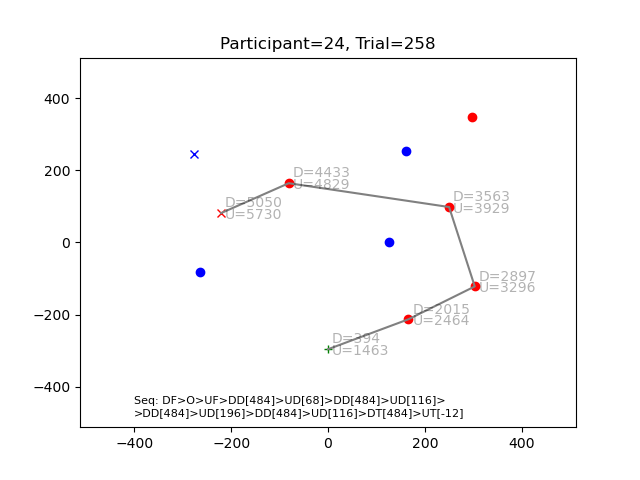 Participant=24, Trial=258
400
200
0
−200
−400
−400
−200
0
200
400
D=4433
U=4829
D=5050
U=5730
D=3563
U=3929
D=2897
U=3296
D=2015
U=2464
D=394
U=1463
Seq: DF>O>UF>DD[484]>UD[68]>DD[484]>UD[116]>
>DD[484]>UD[196]>DD[484]>UD[116]>DT[484]>UT[-12]